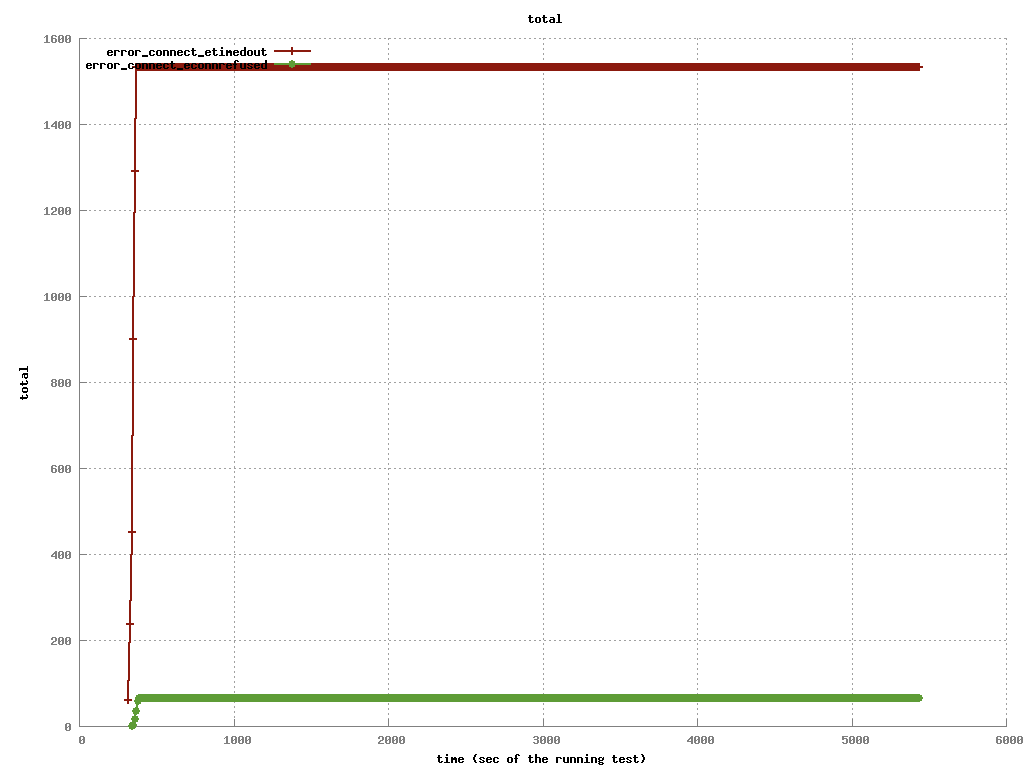 total
1600
error_connect_etimedout
error_connect_econnrefused
1400
1200
1000
800
total
600
400
200
0
0 1000 2000 3000 4000 5000 6000
time (sec of the running test)